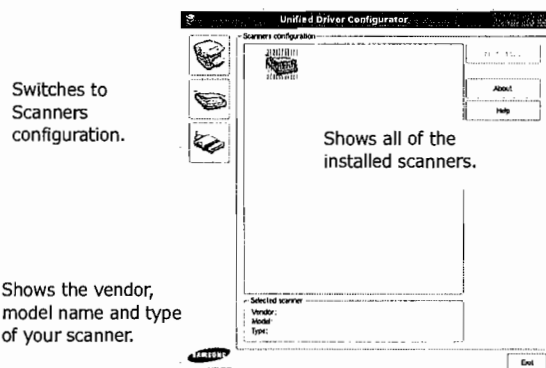 Unified Driver Configurator
Scanners configuration
About
Help
Switches to
Scanners
configuration.
Shows all of the
installed scanners.
Shows the vendor,
model name and type
of your scanner.
Selected scanner
Vendor:
Model:
Type:
SAMSUNG
Exit